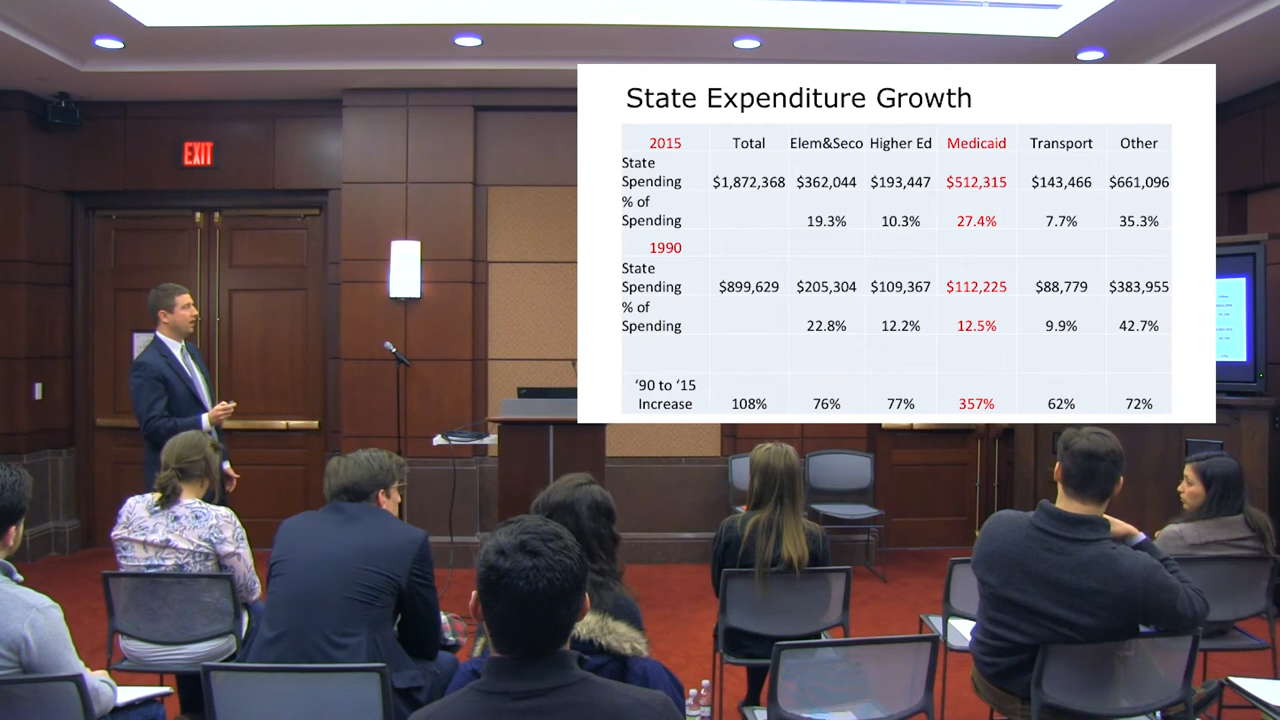 State Expenditure Growth
EXIT
2015 Total Elem&Seco Higher Ed Medicaid Transport Other
State
Spending $1,872,368 $362,044 $193,447 $512,315 $143,466 $661,096
% of
Spending 19.3% 10.3% 27.4% 7.7% 35.3%
1990
State
Spending $899,629 $205,304 $109,367 $112,225 $88,779 $383,955
% of
Spending 22.8% 12.2% 12.5% 9.9% 42.7%
‘90 to ‘15
Increase 108% 76% 77% 357% 62% 72%